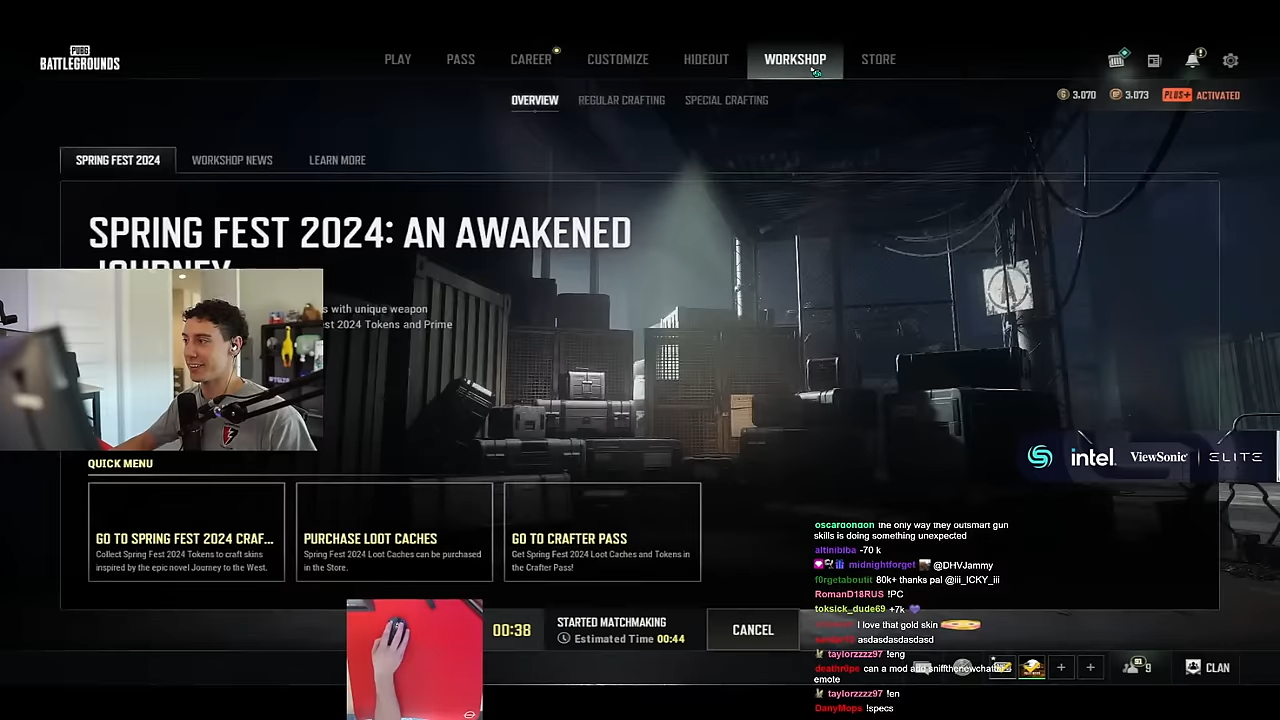 PUBG
BATTLEGROUNDS
PLAY
PASS
CAREER
CUSTOMIZE
HIDEOUT
WORKSHOP
STORE
OVERVIEW
REGULAR CRAFTING
SPECIAL CRAFTING
3,070
3,073
PLUS+ ACTIVATED
SPRING FEST 2024
WORKSHOP NEWS
LEARN MORE
SPRING FEST 2024: AN AWAKENED
JOURNEY
s with unique weapon
st 2024 Tokens and Prime
QUICK MENU
GO TO SPRING FEST 2024 CRAF...
Collect Spring Fest 2024 Tokens to craft skins
inspired by the epic novel Journey to the West.
PURCHASE LOOT CACHES
Spring Fest 2024 Loot Caches can be purchased
in the Store.
GO TO CRAFTER PASS
Get Spring Fest 2024 Loot Caches and Tokens in
the Crafter Pass!
intel. ViewSonic ELITE
oscardondon the only way they outsmart gun
skills is doing something unexpected
altinibiba -70 k
midnightforget @DHVJammy
f0rgetaboutit 80k+ thanks pal @iii_ICKY_iii
RomanD18RUS !PC
toksick_dude69 +7k
I love that gold skin
asdasdasdasdasd
taylorzzzz97 !eng
deathr0pe can a mod add sniffthenewchatter
emote
taylorzzzz97 !en
DanyMops !specs
00:38
STARTED MATCHMAKING
Estimated Time 00:44
CANCEL
9
CLAN